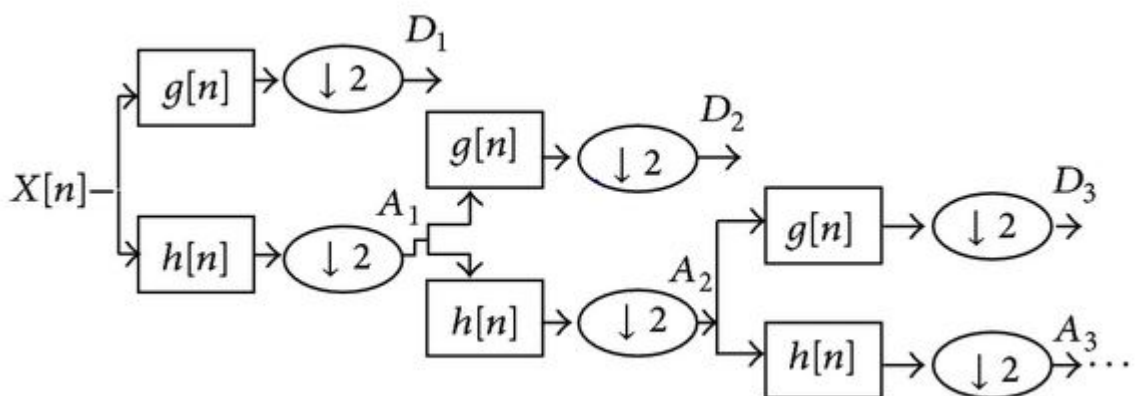 D₁
g[n]
↓ 2
D₂
g[n]
↓ 2
X[n]
A₁
D₃
g[n]
↓ 2
h[n]
↓ 2
A₂
h[n]
↓ 2
A₃
h[n]
↓ 2
...